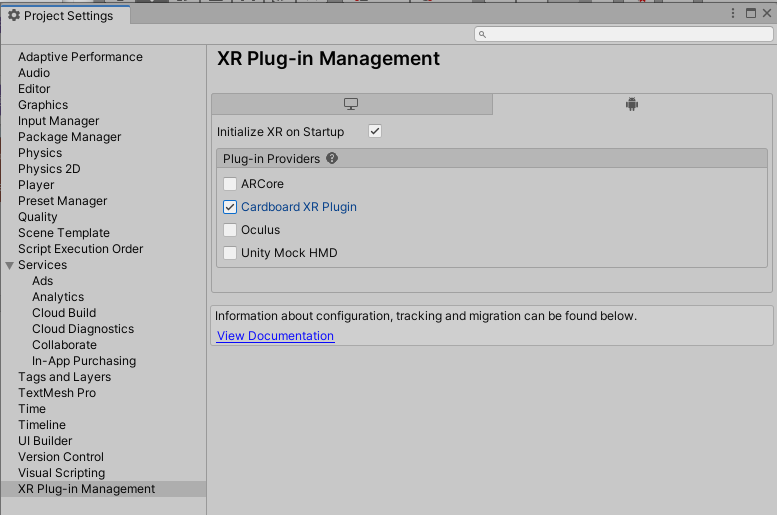 Project Settings
Adaptive Performance
Audio
Editor
Graphics
Input Manager
Package Manager
Physics
Physics 2D
Player
Preset Manager
Quality
Scene Template
Script Execution Order
Services
Ads
Analytics
Cloud Build
Cloud Diagnostics
Collaborate
In-App Purchasing
Tags and Layers
TextMesh Pro
Time
Timeline
UI Builder
Version Control
Visual Scripting
XR Plug-in Management
XR Plug-in Management
Initialize XR on Startup
Plug-in Providers
ARCore
Cardboard XR Plugin
Oculus
Unity Mock HMD
Information about configuration, tracking and migration can be found below.
View Documentation